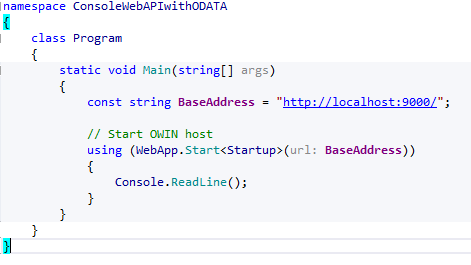 namespace ConsoleWebAPIwithODATA
{
    class Program
    {
        static void Main(string[] args)
        {
            const string BaseAddress = "http://localhost:9000/";

            // Start OWIN host
            using (WebApp.Start<Startup>(url: BaseAddress))
            {
                Console.ReadLine();
            }
        }
    }
}